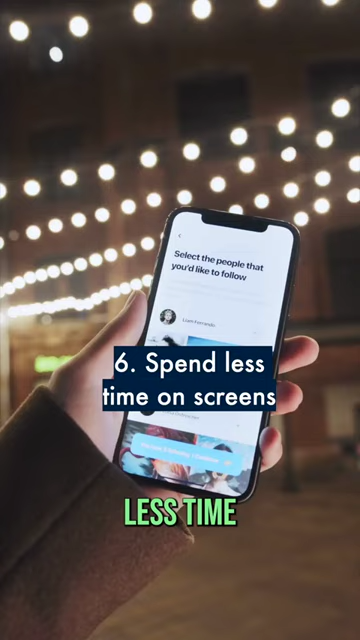 Select the people that
you'd like to follow
6. Spend less
time on screens
LESS TIME